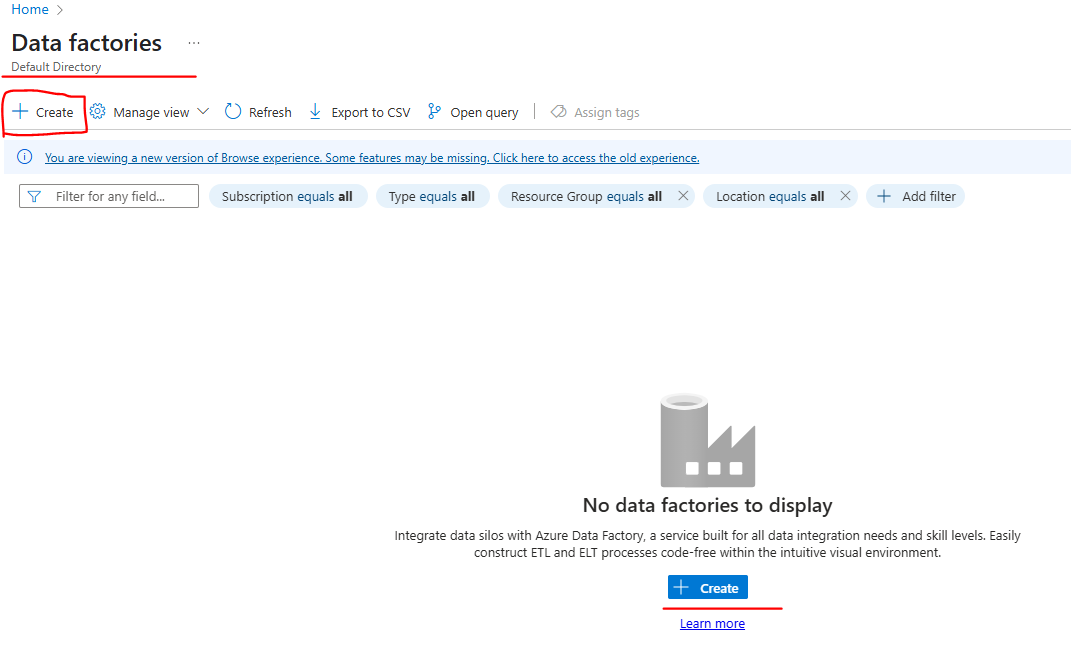 Home
Data factories ...
Default Directory
Create Manage view Refresh Export to CSV Open query Assign tags
You are viewing a new version of Browse experience. Some features may be missing. Click here to access the old experience.
Filter for any field... Subscription equals all Type equals all Resource Group equals all Location equals all Add filter
No data factories to display
Integrate data silos with Azure Data Factory, a service built for all data integration needs and skill levels. Easily
construct ETL and ELT processes code-free within the intuitive visual environment.
Create
Learn more